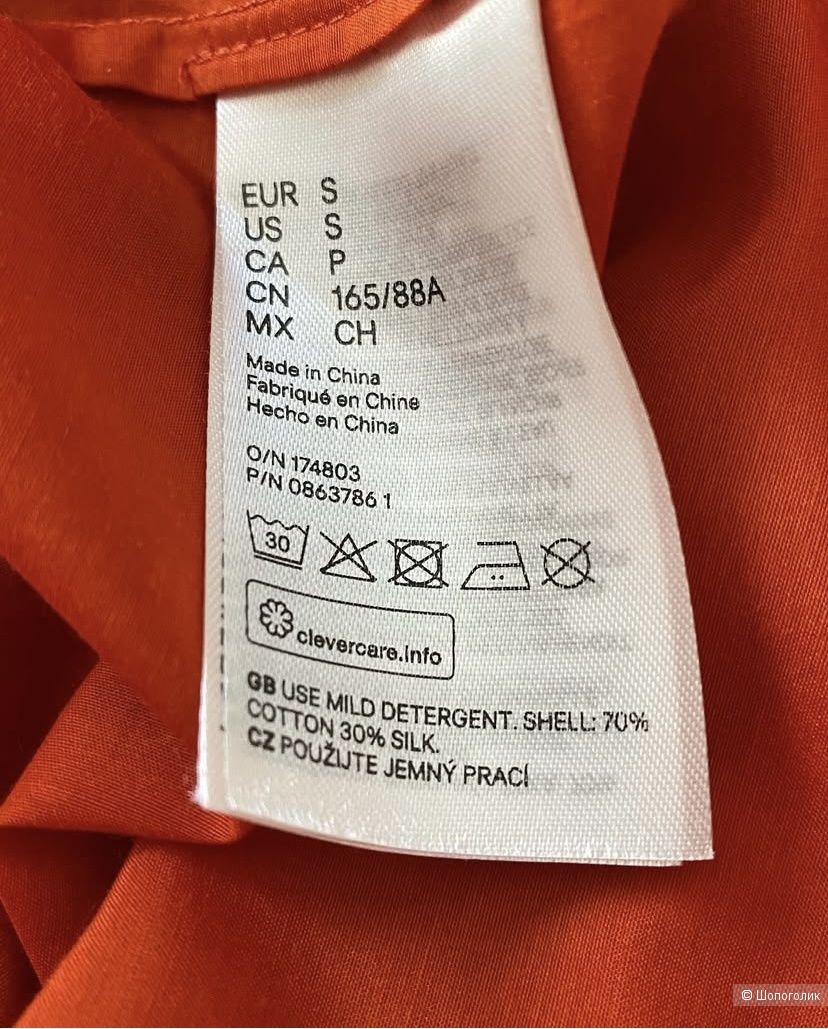 EUR S
US S
CA P
CN 165/88A
MX CH
Made in China
Fabriqué en Chine
Hecho en China
O/N 174803
P/N 0863786 1
30
clevercare.info
GB USE MILD DETERGENT. SHELL: 70%
COTTON 30% SILK.
CZ POUŽIJTE JEMNÝ PRACÍ
© Шопоголик